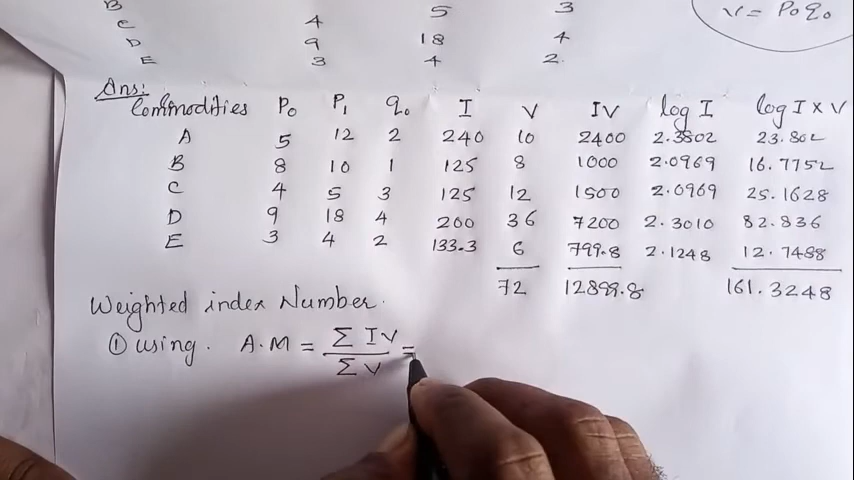 B 5 3
C 4 V = P₀q₀
D 9 18 4
E 3 4 2
Ans:
Commodities P₀ P₁ q₀ I V IV log I log I x V
A 5 12 2 240 10 2400 2.3802 23.802
B 8 10 1 125 8 1000 2.0969 16.7752
C 4 5 3 125 12 1500 2.0969 25.1628
D 9 18 4 200 36 7200 2.3010 82.836
E 3 4 2 133.3 6 799.8 2.1248 12.7488
72 12899.8 161.3248
Weighted index Number.
① using. A.M = Σ IV / Σ V =